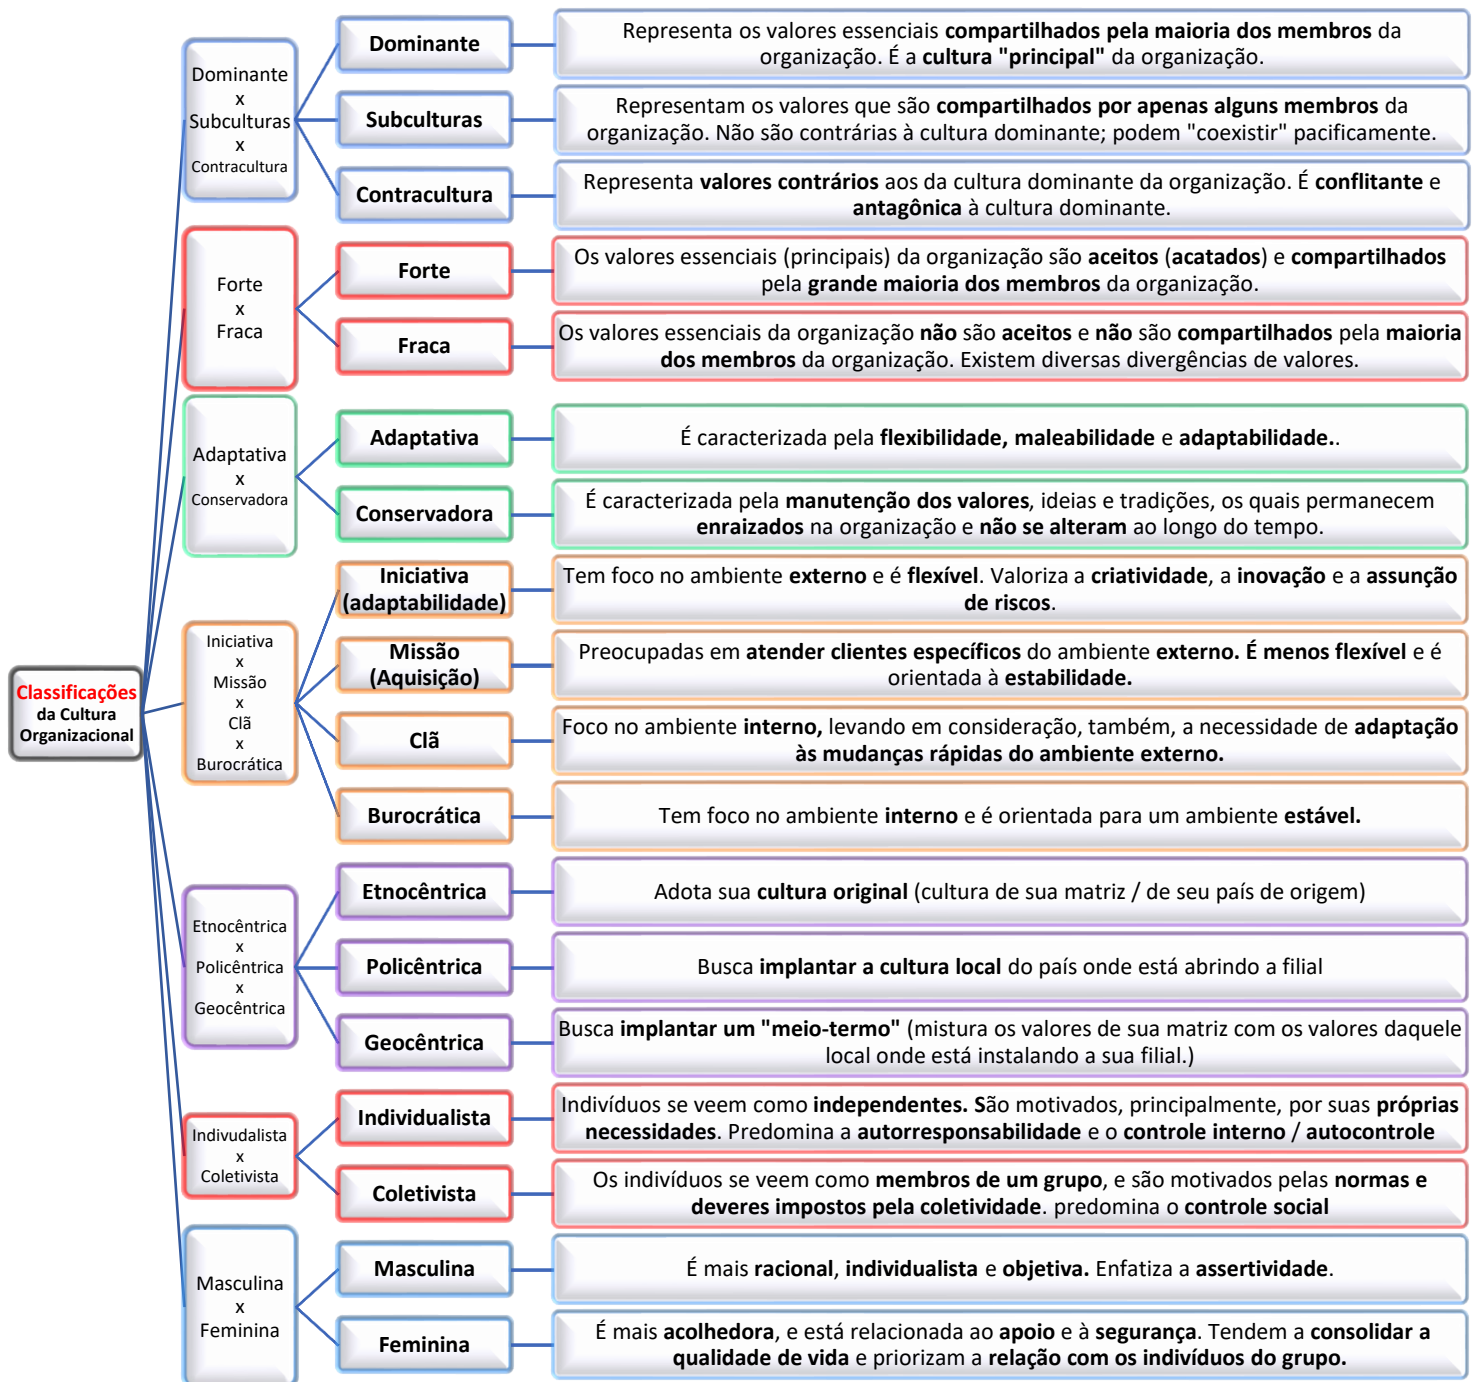 Classificações
da Cultura
Organizacional
Dominante
x
Subculturas
x
Contracultura
Dominante
Representa os valores essenciais compartilhados pela maioria dos membros da
organização. É a cultura "principal" da organização.
Subculturas
Representam os valores que são compartilhados por apenas alguns membros da
organização. Não são contrárias à cultura dominante; podem "coexistir" pacificamente.
Contracultura
Representa valores contrários aos da cultura dominante da organização. É conflitante e
antagônica à cultura dominante.
Forte
x
Fraca
Forte
Os valores essenciais (principais) da organização são aceitos (acatados) e compartilhados
pela grande maioria dos membros da organização.
Fraca
Os valores essenciais da organização não são aceitos e não são compartilhados pela maioria
dos membros da organização. Existem diversas divergências de valores.
Adaptativa
x
Conservadora
Adaptativa
É caracterizada pela flexibilidade, maleabilidade e adaptabilidade..
Conservadora
É caracterizada pela manutenção dos valores, ideias e tradições, os quais permanecem
enraizados na organização e não se alteram ao longo do tempo.
Iniciativa
x
Missão
x
Clã
x
Burocrática
Iniciativa
(adaptabilidade)
Tem foco no ambiente externo e é flexível. Valoriza a criatividade, a inovação e a assunção
de riscos.
Missão
(Aquisição)
Preocupadas em atender clientes específicos do ambiente externo. É menos flexível e é
orientada à estabilidade.
Clã
Foco no ambiente interno, levando em consideração, também, a necessidade de adaptação
às mudanças rápidas do ambiente externo.
Burocrática
Tem foco no ambiente interno e é orientada para um ambiente estável.
Etnocêntrica
x
Policêntrica
x
Geocêntrica
Etnocêntrica
Adota sua cultura original (cultura de sua matriz / de seu país de origem)
Policêntrica
Busca implantar a cultura local do país onde está abrindo a filial
Geocêntrica
Busca implantar um "meio-termo" (mistura os valores de sua matriz com os valores daquele
local onde está instalando a sua filial.)
Indivudalista
x
Coletivista
Individualista
Indivíduos se veem como independentes. São motivados, principalmente, por suas próprias
necessidades. Predomina a autorresponsabilidade e o controle interno / autocontrole
Coletivista
Os indivíduos se veem como membros de um grupo, e são motivados pelas normas e
deveres impostos pela coletividade. predomina o controle social
Masculina
x
Feminina
Masculina
É mais racional, individualista e objetiva. Enfatiza a assertividade.
Feminina
É mais acolhedora, e está relacionada ao apoio e à segurança. Tendem a consolidar a
qualidade de vida e priorizam a relação com os indivíduos do grupo.